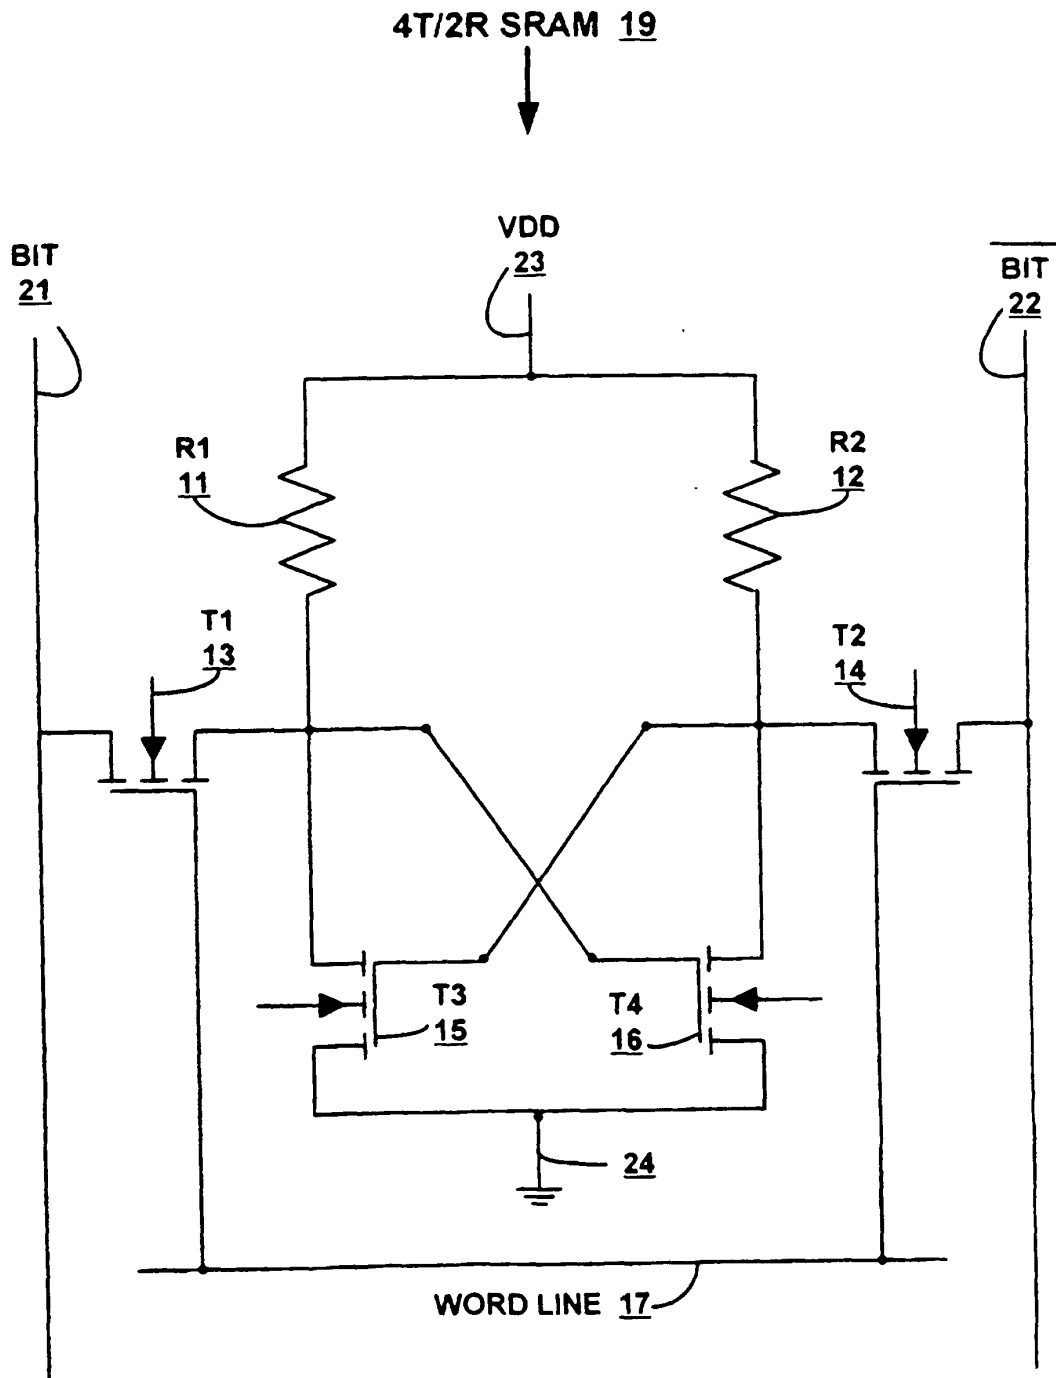 4T/2R SRAM 19
VDD
23
BIT
21
BIT
22
R1
11
R2
12
T1
13
T2
14
T3
15
T4
16
24
WORD LINE 17